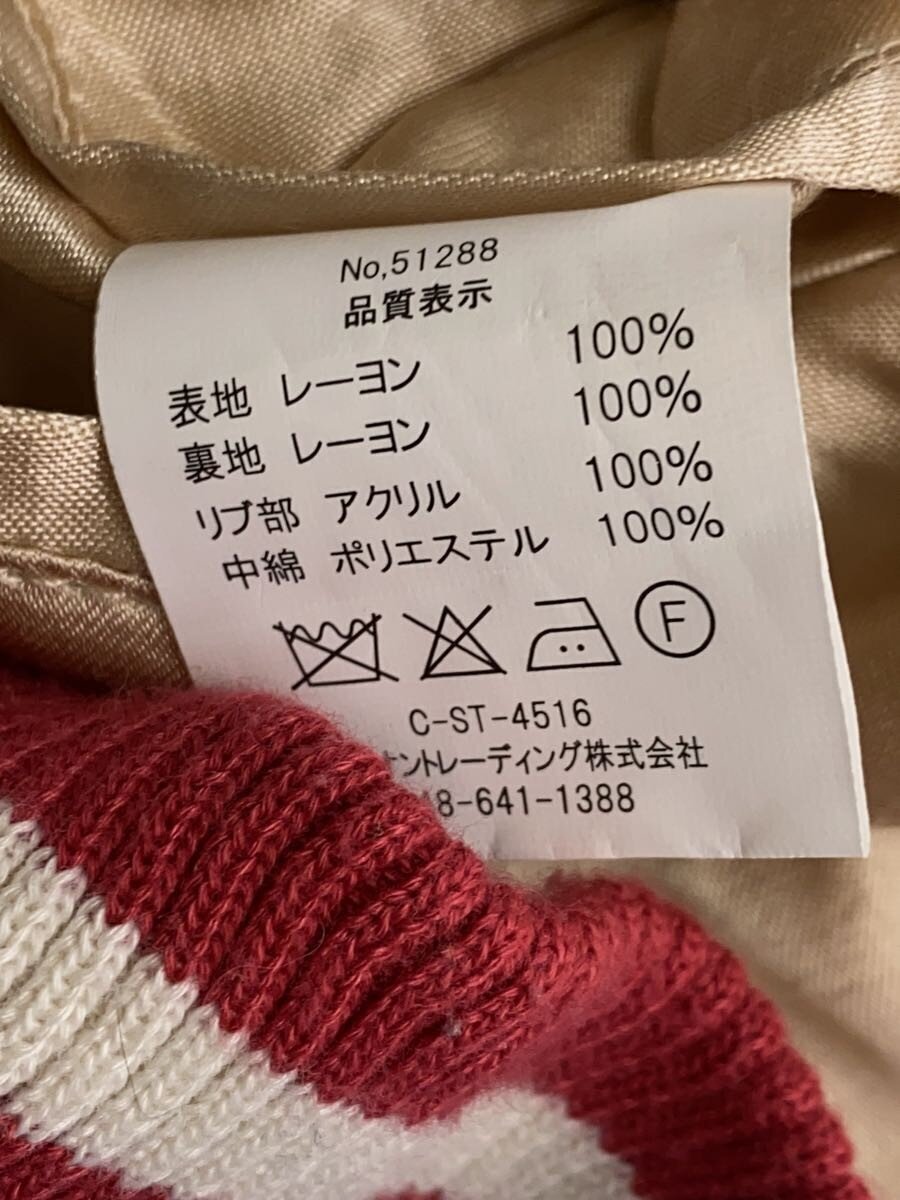 No,51288
品質表示
表地 レーヨン 100%
裏地 レーヨン 100%
リブ部 アクリル 100%
中綿 ポリエステル 100%
F
C-ST-4516
ントレーディング株式会社
8-641-1388